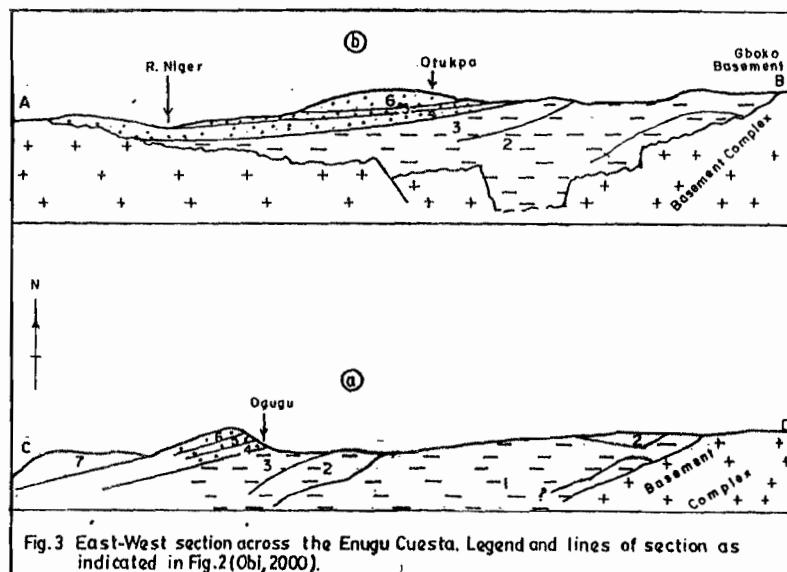 b
R. Niger
Otukpa
Gboko
Basement
A
B
6
3
2
Basement Complex
N
a
Ogugu
C
7
6
5
4
3
2
1
2
?
Basement
Complex
Fig.3 East-West section across the Enugu Cuesta. Legend and lines of section as
indicated in Fig.2(Obi, 2000).